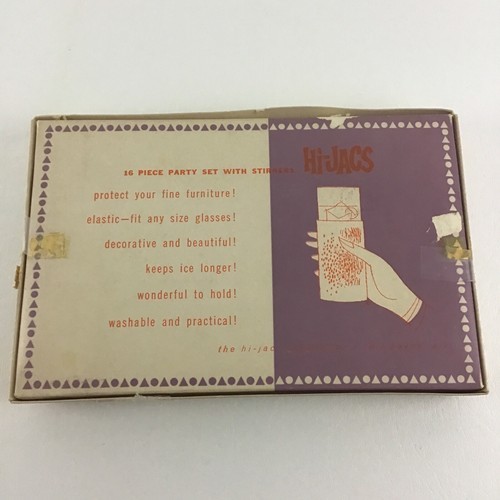 16 PIECE PARTY SET WITH STIRRERS HI-JACS
protect your fine furniture!
elastic—fit any size glasses!
decorative and beautiful!
keeps ice longer!
wonderful to hold!
washable and practical!
the hi-jac